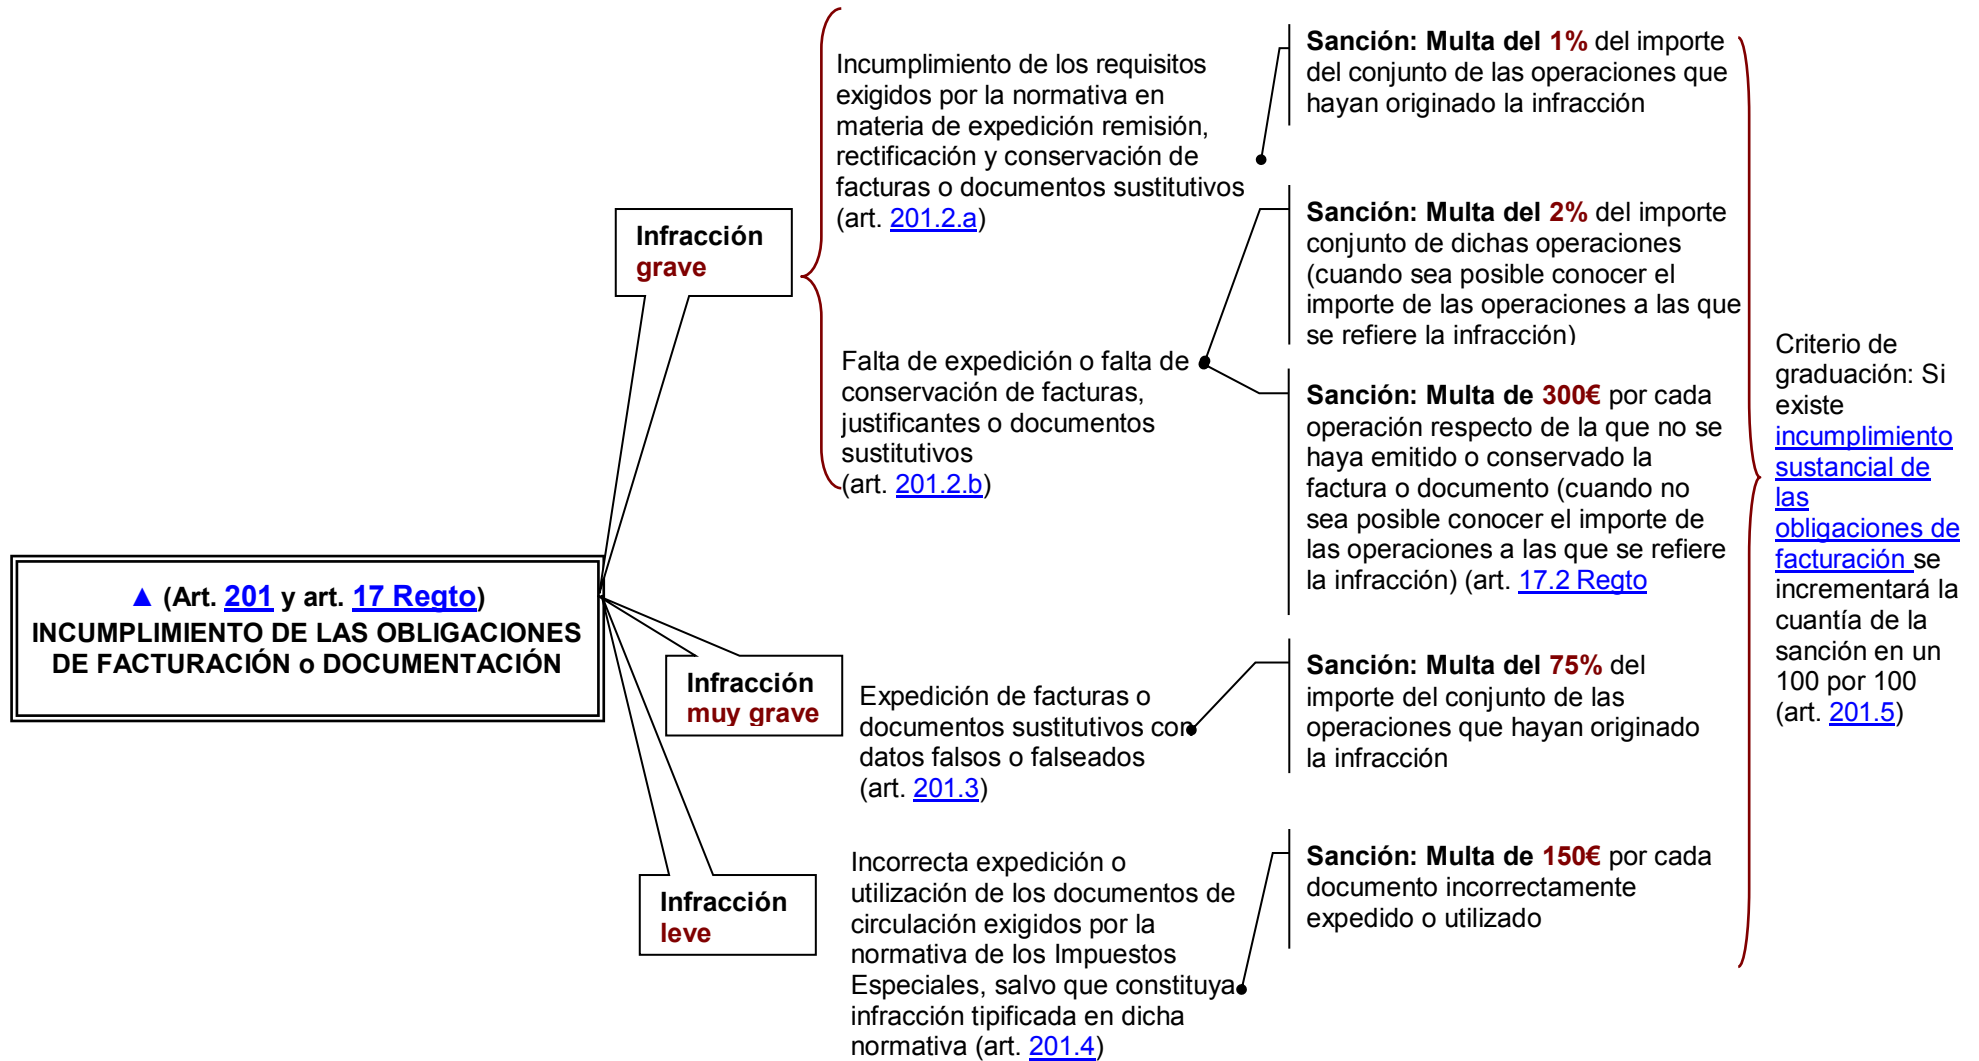 ▲ (Art. 201 y art. 17 Regto)
INCUMPLIMIENTO DE LAS OBLIGACIONES
DE FACTURACIÓN o DOCUMENTACIÓN
Infracción
grave
Incumplimiento de los requisitos
exigidos por la normativa en
materia de expedición remisión,
rectificación y conservación de
facturas o documentos sustitutivos
(art. 201.2.a)
Sanción: Multa del 1% del importe
del conjunto de las operaciones que
hayan originado la infracción
Falta de expedición o falta de
conservación de facturas,
justificantes o documentos
sustitutivos
(art. 201.2.b)
Sanción: Multa del 2% del importe
conjunto de dichas operaciones
(cuando sea posible conocer el
importe de las operaciones a las que
se refiere la infracción)
Sanción: Multa de 300€ por cada
operación respecto de la que no se
haya emitido o conservado la
factura o documento (cuando no
sea posible conocer el importe de
las operaciones a las que se refiere
la infracción) (art. 17.2 Regto
Infracción
muy grave
Expedición de facturas o
documentos sustitutivos con
datos falsos o falseados
(art. 201.3)
Sanción: Multa del 75% del
importe del conjunto de las
operaciones que hayan originado
la infracción
Infracción
leve
Incorrecta expedición o
utilización de los documentos de
circulación exigidos por la
normativa de los Impuestos
Especiales, salvo que constituya
infracción tipificada en dicha
normativa (art. 201.4)
Sanción: Multa de 150€ por cada
documento incorrectamente
expedido o utilizado
Criterio de
graduación: Si
existe
incumplimiento
sustancial de
las
obligaciones de
facturación se
incrementará la
cuantía de la
sanción en un
100 por 100
(art. 201.5)